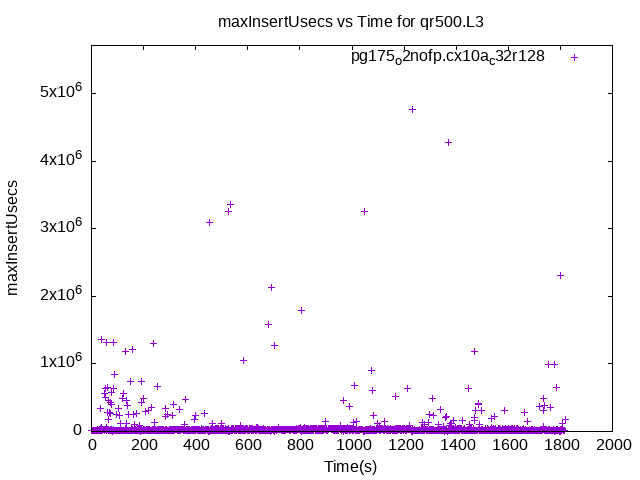 maxInsertUsecs vs Time for qr500.L3
pg175o2nofp.cx10ac32r128
5x10^6
4x10^6
3x10^6
2x10^6
1x10^6
0
maxInsertUsecs
0 200 400 600 800 1000 1200 1400 1600 1800 2000
Time(s)